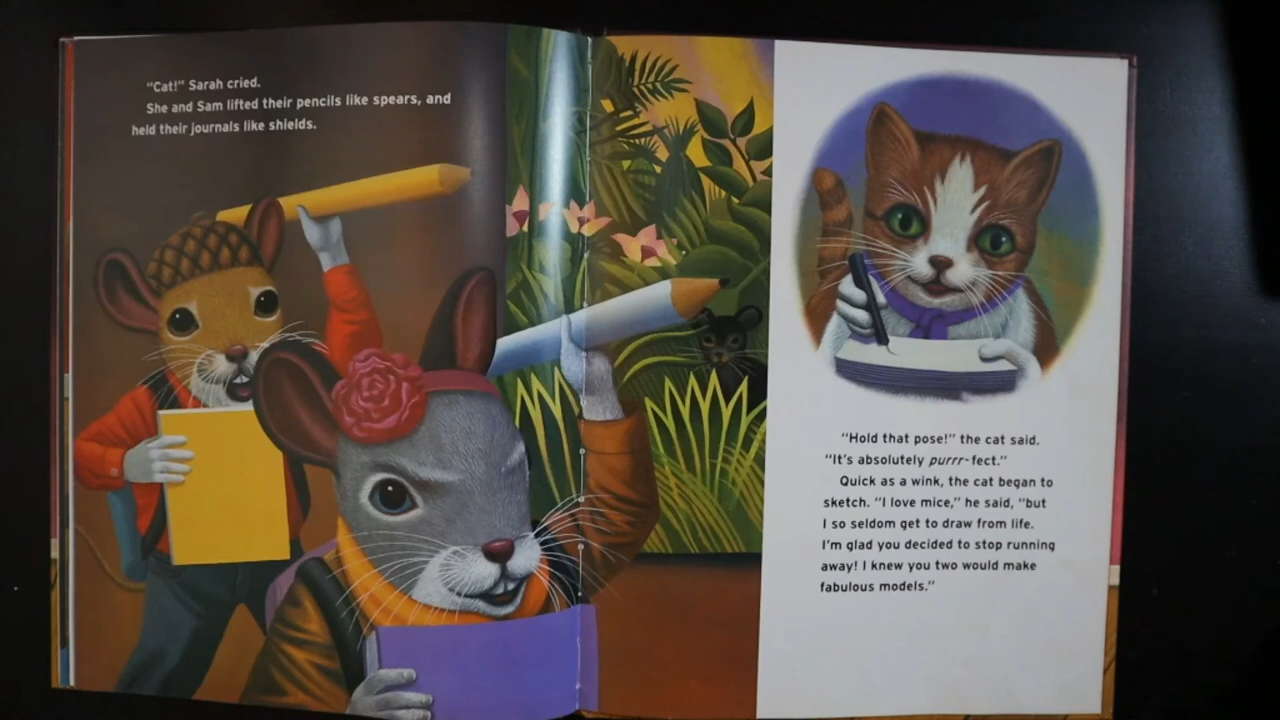 "Cat!" Sarah cried.
She and Sam lifted their pencils like spears, and
held their journals like shields.
"Hold that pose!" the cat said.
"It's absolutely purrr-fect."
Quick as a wink, the cat began to
sketch. "I love mice," he said, "but
I so seldom get to draw from life.
I'm glad you decided to stop running
away! I knew you two would make
fabulous models."